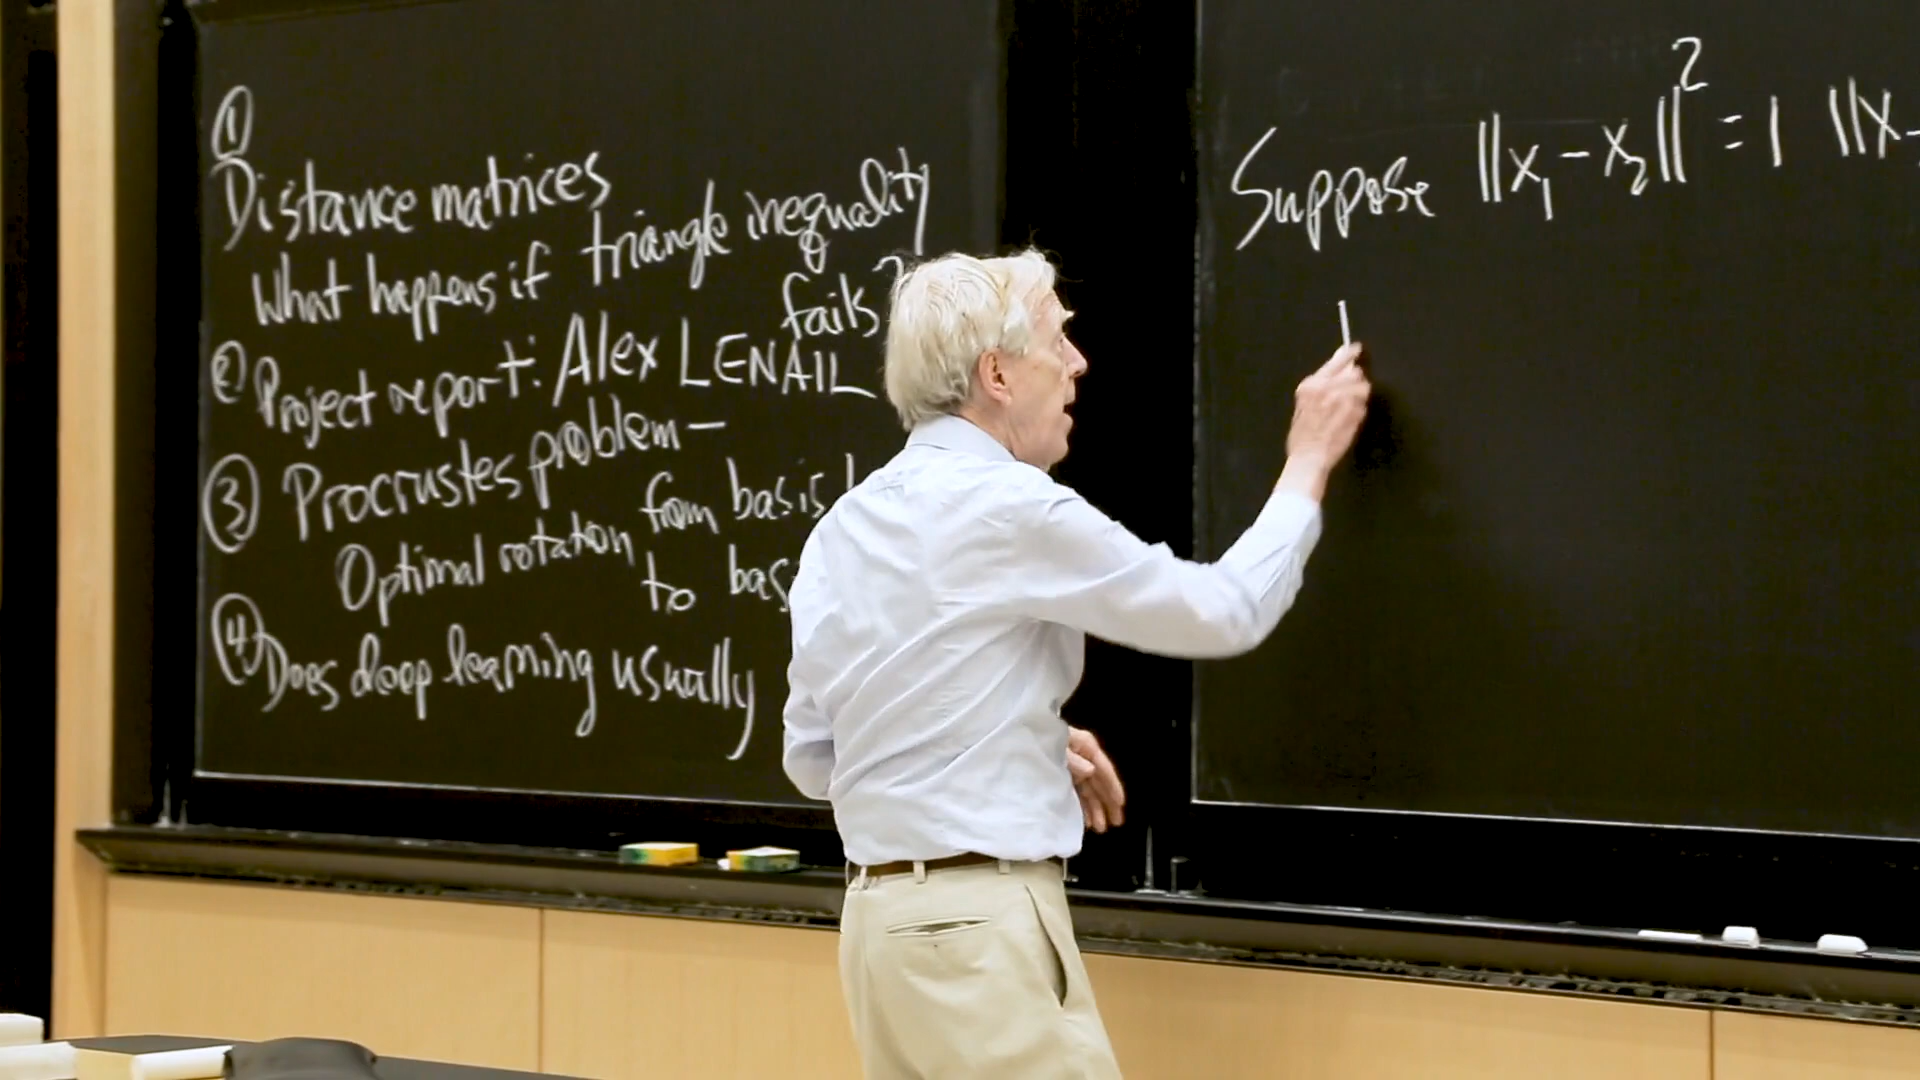 ①
Distance matrices
What happens if triangle inequality
fails?
② Project report: Alex LENAIL
③ Procrustes problem –
Optimal rotation from basis
to
④ Does deep learning usually
Suppose ||x₁ – x₂||² = 1 ||x